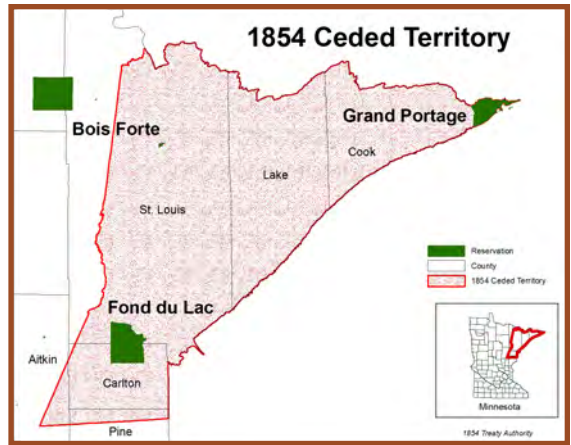 1854 Ceded Territory
Grand Portage
Bois Forte
Cook
Lake
St. Louis
Reservation
County
1854 Ceded Territory
Fond du Lac
Aitkin
Carlton
Minnesota
Pine
1854 Treaty Authority